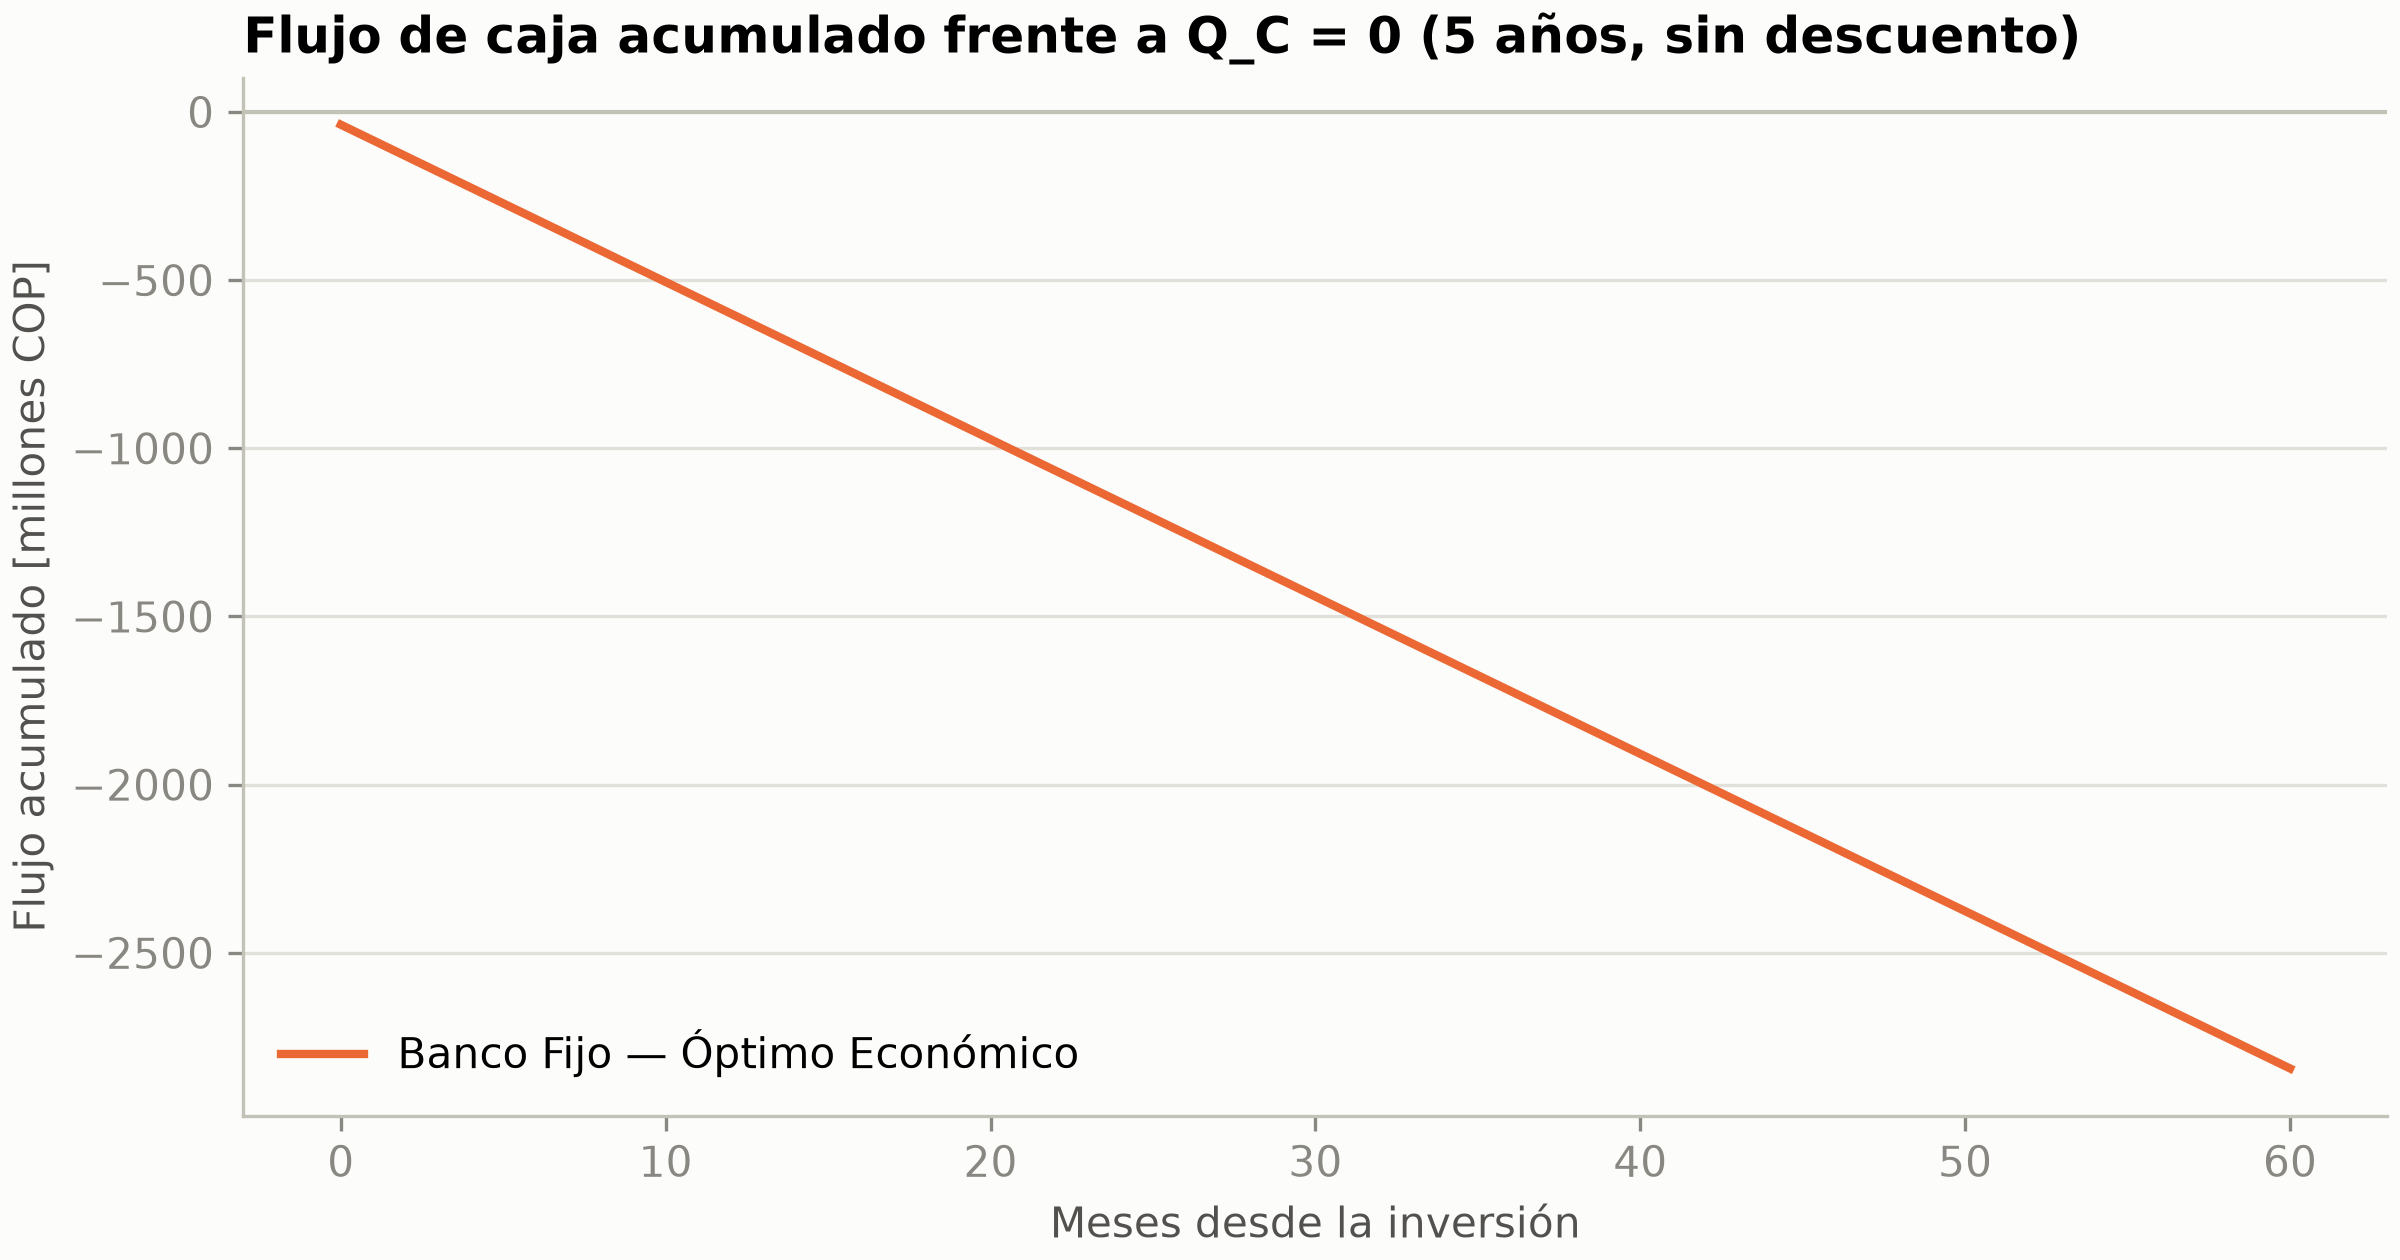 Flujo de caja acumulado frente a Q_C = 0 (5 años, sin descuento)
Flujo acumulado [millones COP]
0
−500
−1000
−1500
−2000
−2500
Banco Fijo — Óptimo Económico
0 10 20 30 40 50 60
Meses desde la inversión